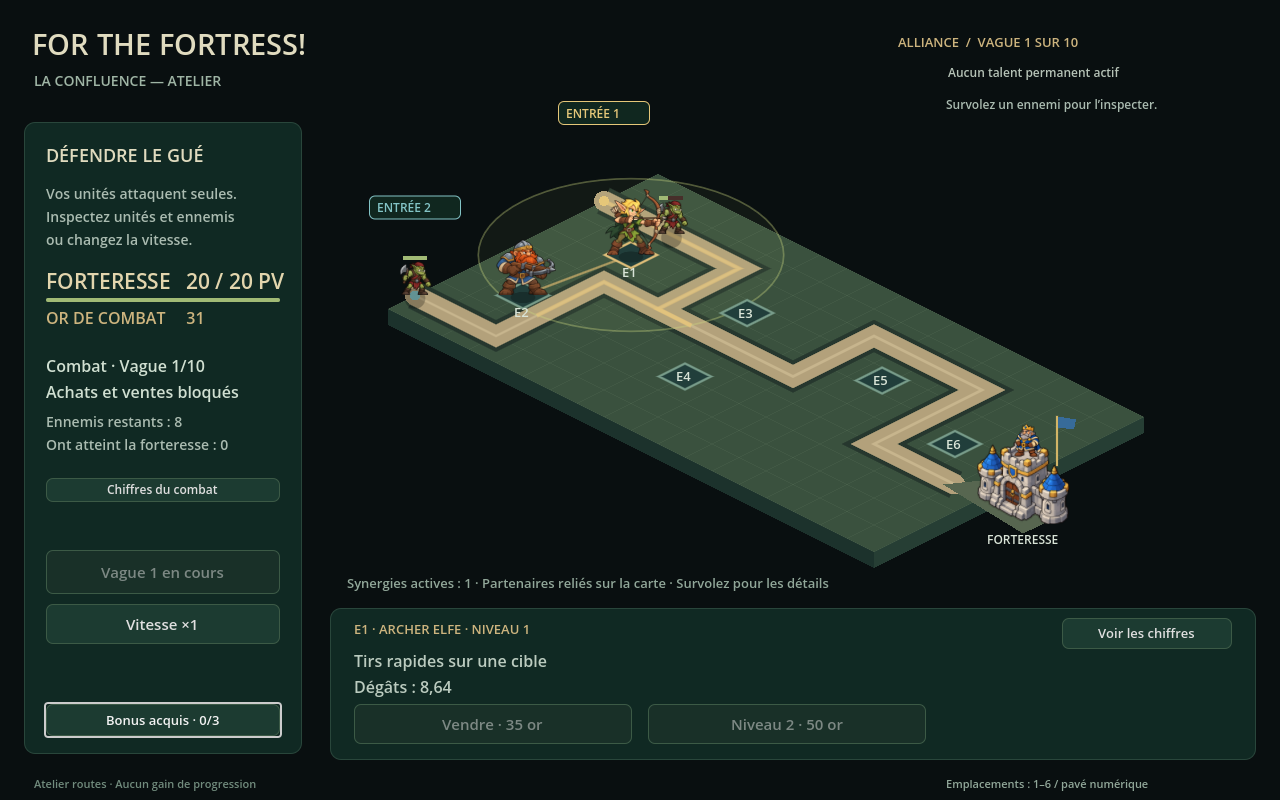 FOR THE FORTRESS!
LA CONFLUENCE — ATELIER
ALLIANCE / VAGUE 1 SUR 10
Aucun talent permanent actif
Survolez un ennemi pour l’inspecter.
DÉFENDRE LE GUÉ
Vos unités attaquent seules.
Inspectez unités et ennemis
ou changez la vitesse.
FORTERESSE 20 / 20 PV
OR DE COMBAT 31
Combat · Vague 1/10
Achats et ventes bloqués
Ennemis restants : 8
Ont atteint la forteresse : 0
Chiffres du combat
Vague 1 en cours
Vitesse ×1
Bonus acquis · 0/3
ENTRÉE 1
ENTRÉE 2
E1
E2
E3
E4
E5
E6
FORTERESSE
Synergies actives : 1 · Partenaires reliés sur la carte · Survolez pour les détails
E1 · ARCHER ELFE · NIVEAU 1
Voir les chiffres
Tirs rapides sur une cible
Dégâts : 8,64
Vendre · 35 or
Niveau 2 · 50 or
Atelier routes · Aucun gain de progression
Emplacements : 1–6 / pavé numérique